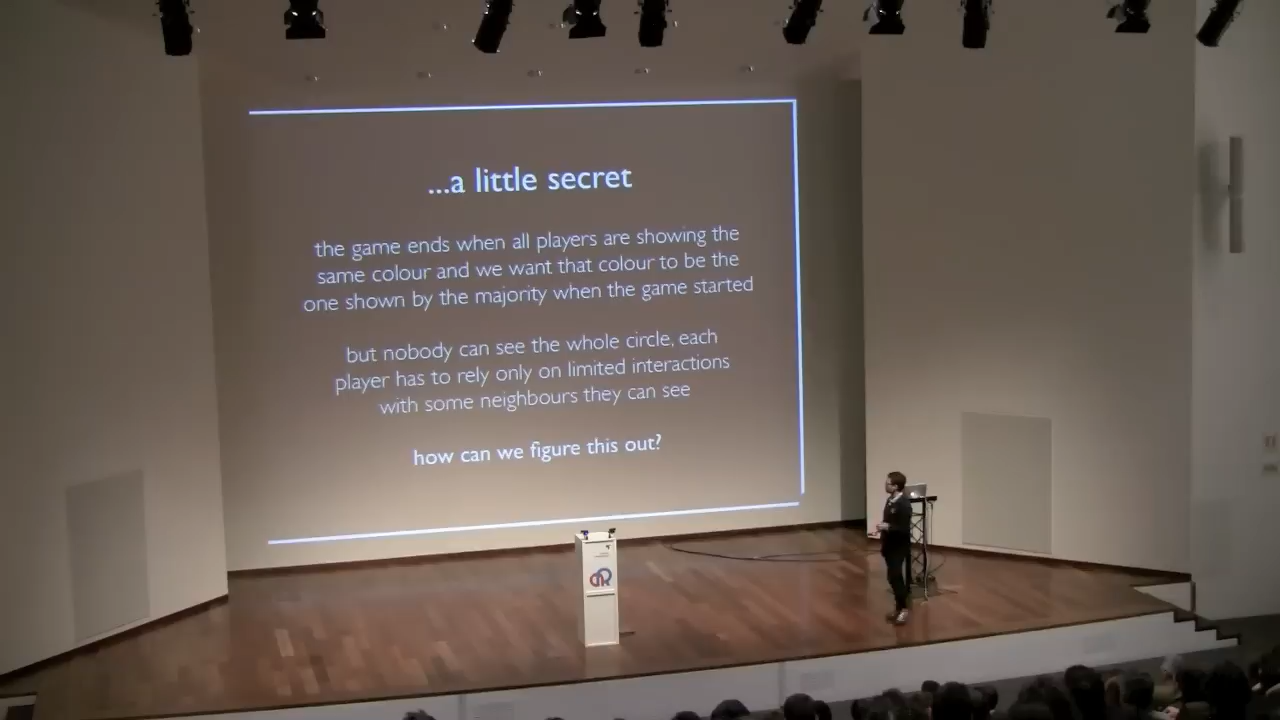 ...a little secret
the game ends when all players are showing the
same colour and we want that colour to be the
one shown by the majority when the game started
but nobody can see the whole circle, each
player has to rely only on limited interactions
with some neighbours they can see
how can we figure this out?